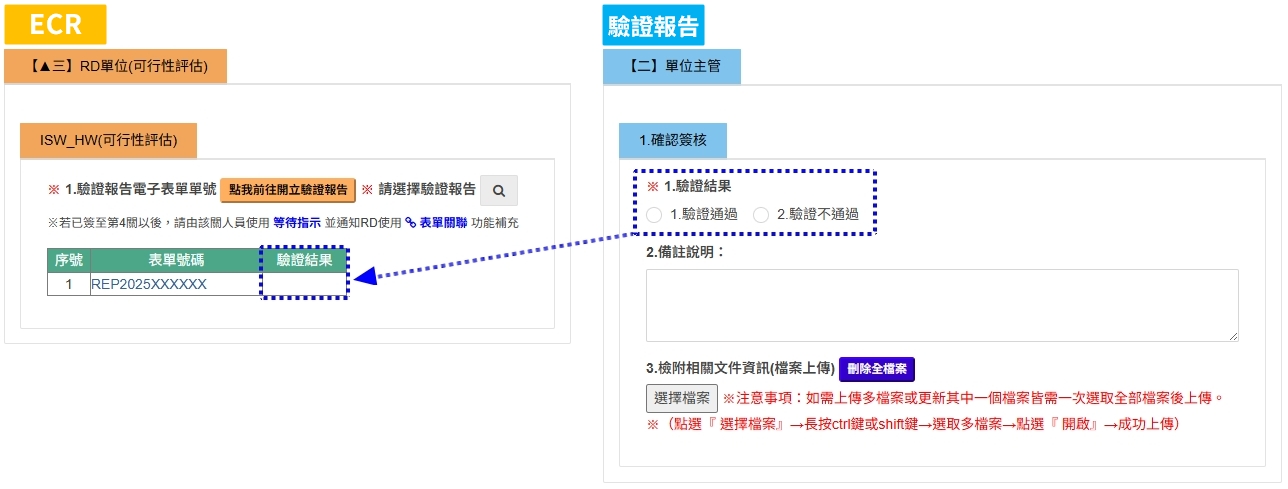 ECR
【▲三】RD單位(可行性評估)
ISW_HW(可行性評估)
※ 1.驗證報告電子表單單號 點我前往開立驗證報告 ※ 請選擇驗證報告
※若已簽至第4關以後，請由該關人員使用 等待指示 並通知RD使用 表單關聯 功能補充
序號 表單號碼 驗證結果
1 REP2025XXXXXX
驗證報告
【二】單位主管
1.確認簽核
※ 1.驗證結果
1.驗證通過 2.驗證不通過
2.備註說明：
3.檢附相關文件資訊(檔案上傳) 刪除全檔案
選擇檔案 ※注意事項：如需上傳多檔案或更新其中一個檔案皆需一次選取全部檔案後上傳。
※（點選『 選擇檔案』→長按ctrl鍵或shift鍵→選取多檔案→點選『 開啟』→成功上傳）